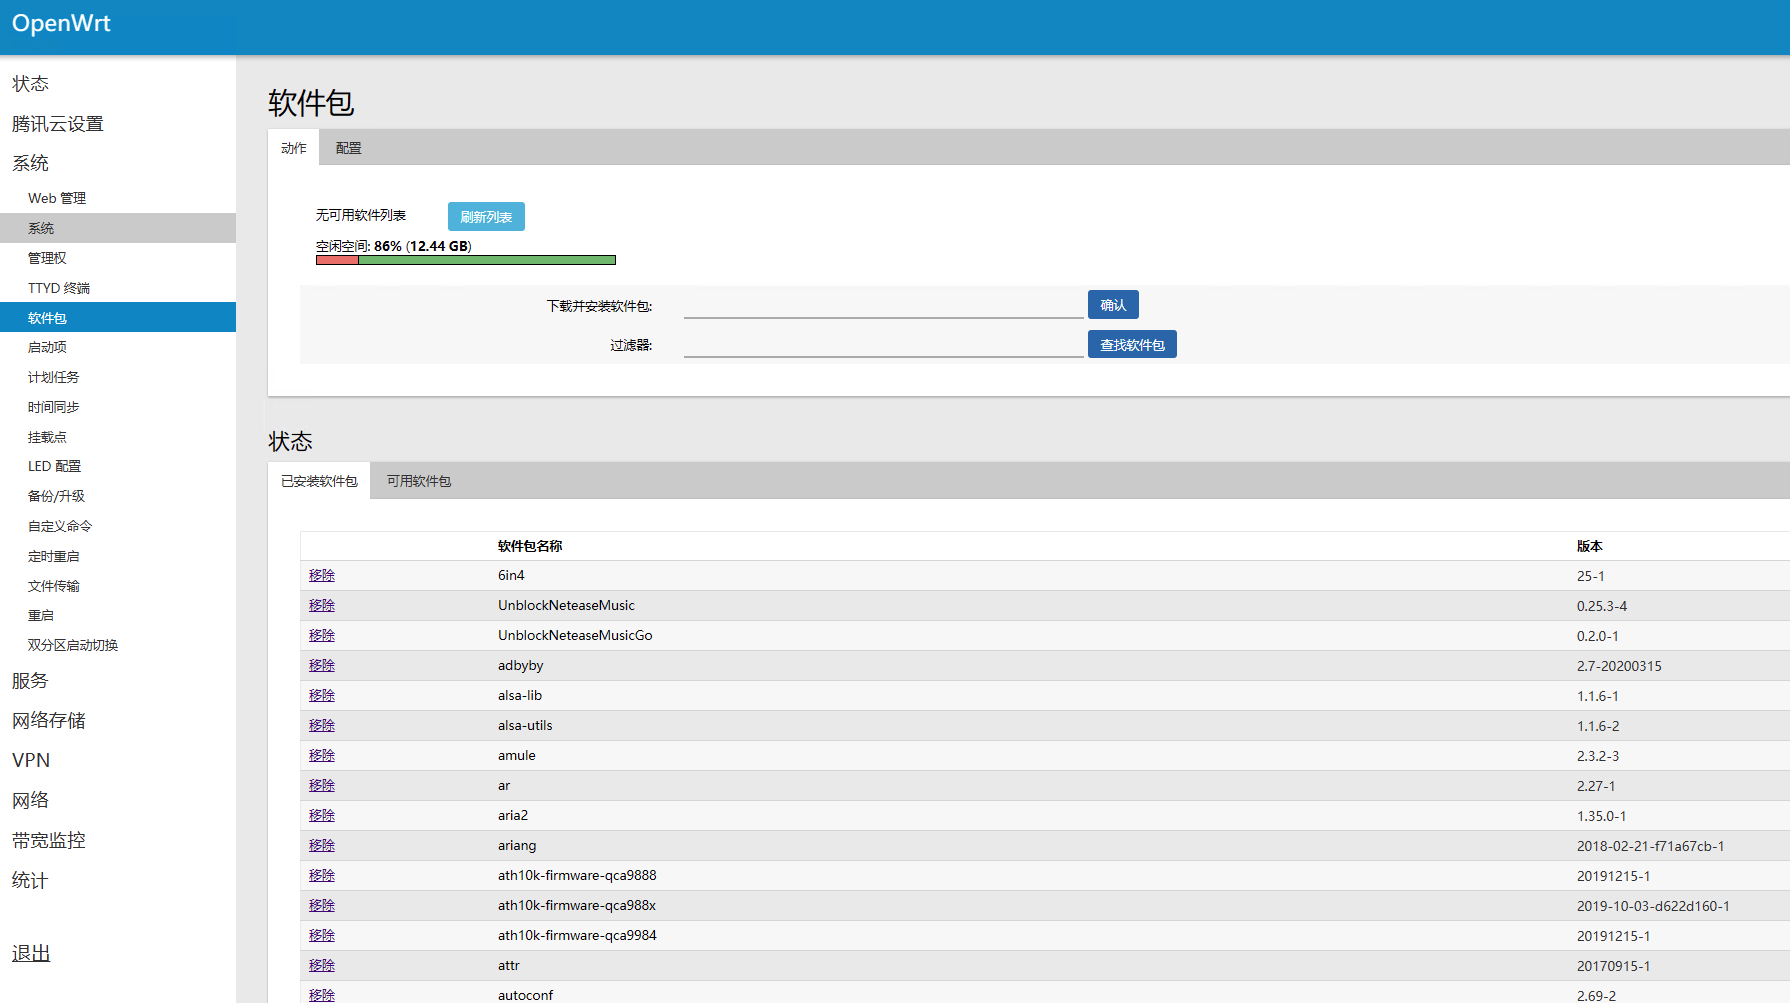 OpenWrt
状态
腾讯云设置
系统
Web 管理
系统
管理权
TTYD 终端
软件包
启动项
计划任务
时间同步
挂载点
LED 配置
备份/升级
自定义命令
定时重启
文件传输
重启
双分区启动切换
服务
网络存储
VPN
网络
带宽监控
统计
退出
软件包
动作 配置
无可用软件列表 刷新列表
空闲空间: 86% (12.44 GB)
下载并安装软件包: 确认
过滤器: 查找软件包
状态
已安装软件包 可用软件包
软件包名称 版本
移除 6in4 25-1
移除 UnblockNeteaseMusic 0.25.3-4
移除 UnblockNeteaseMusicGo 0.2.0-1
移除 adbyby 2.7-20200315
移除 alsa-lib 1.1.6-1
移除 alsa-utils 1.1.6-2
移除 amule 2.3.2-3
移除 ar 2.27-1
移除 aria2 1.35.0-1
移除 ariang 2018-02-21-f71a67cb-1
移除 ath10k-firmware-qca9888 20191215-1
移除 ath10k-firmware-qca988x 2019-10-03-d622d160-1
移除 ath10k-firmware-qca9984 20191215-1
移除 attr 20170915-1
移除 autoconf 2.69-2